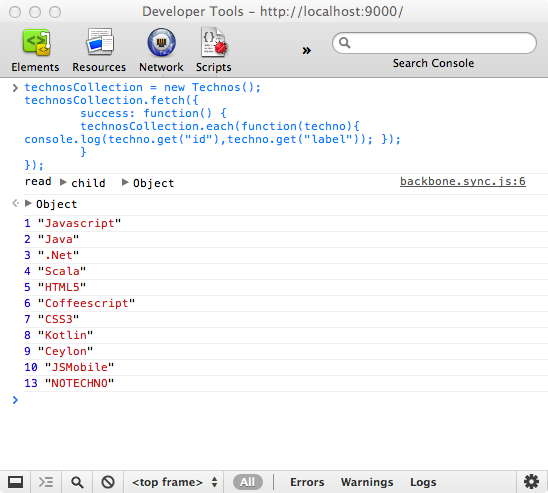 Developer Tools – http://localhost:9000/
Elements Resources Network Scripts » Search Console
> technosCollection = new Technos();
technosCollection.fetch({
success: function() {
technosCollection.each(function(techno){
console.log(techno.get("id"),techno.get("label")); });
}
});
read ▶child ▶Object backbone.sync.js:6
▶Object
1 "Javascript"
2 "Java"
3 ".Net"
4 "Scala"
5 "HTML5"
6 "Coffeescript"
7 "CSS3"
8 "Kotlin"
9 "Ceylon"
10 "JSMobile"
13 "NOTECHNO"
>
<top frame> All Errors Warnings Logs